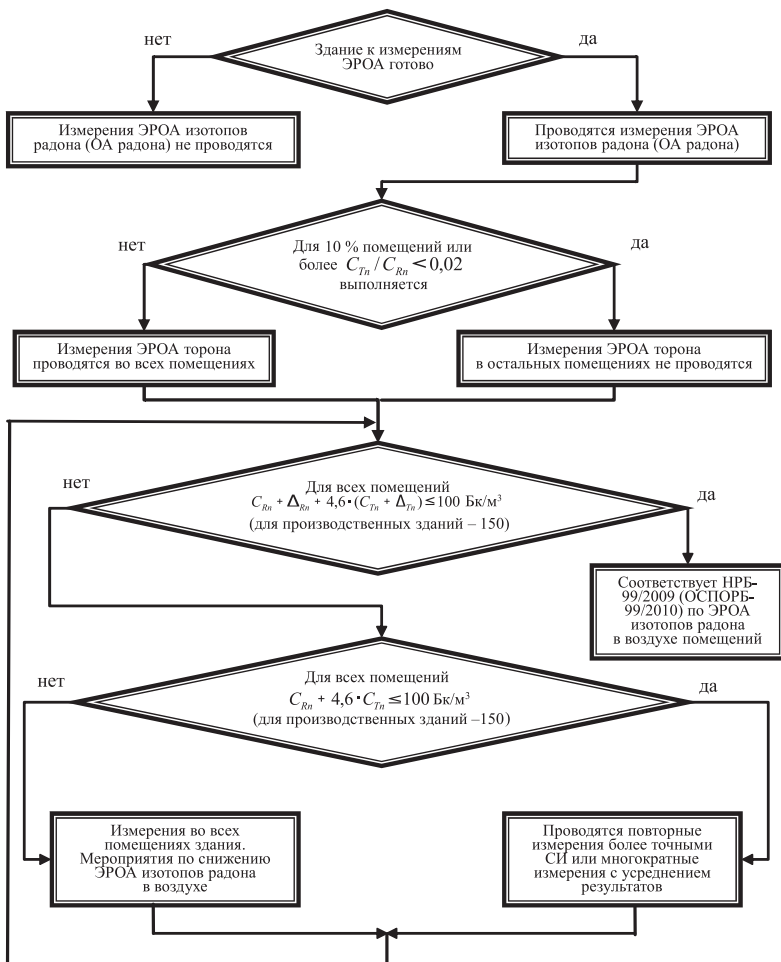 нет
да
Здание к измерениям
ЭРОА готово
Измерения ЭРОА изотопов
радона (ОА радона) не проводятся
Проводятся измерения ЭРОА
изотопов радона (ОА радона)
нет
да
Для 10 % помещений или
более C_Tn / C_Rn < 0,02
выполняется
Измерения ЭРОА торона
проводятся во всех помещениях
Измерения ЭРОА торона
в остальных помещениях не проводятся
нет
да
Для всех помещений
C_Rn + Δ_Rn + 4,6·(C_Tn + Δ_Tn) ≤ 100 Бк/м³
(для производственных зданий – 150)
Соответствует НРБ-
99/2009 (ОСПОРБ-
99/2010) по ЭРОА
изотопов радона
в воздухе помещений
нет
да
Для всех помещений
C_Rn + 4,6·C_Tn ≤ 100 Бк/м³
(для производственных зданий –150)
Измерения во всех
помещениях здания.
Мероприятия по снижению
ЭРОА изотопов радона
в воздухе
Проводятся повторные
измерения более точными
СИ или многократные
измерения с усреднением
результатов